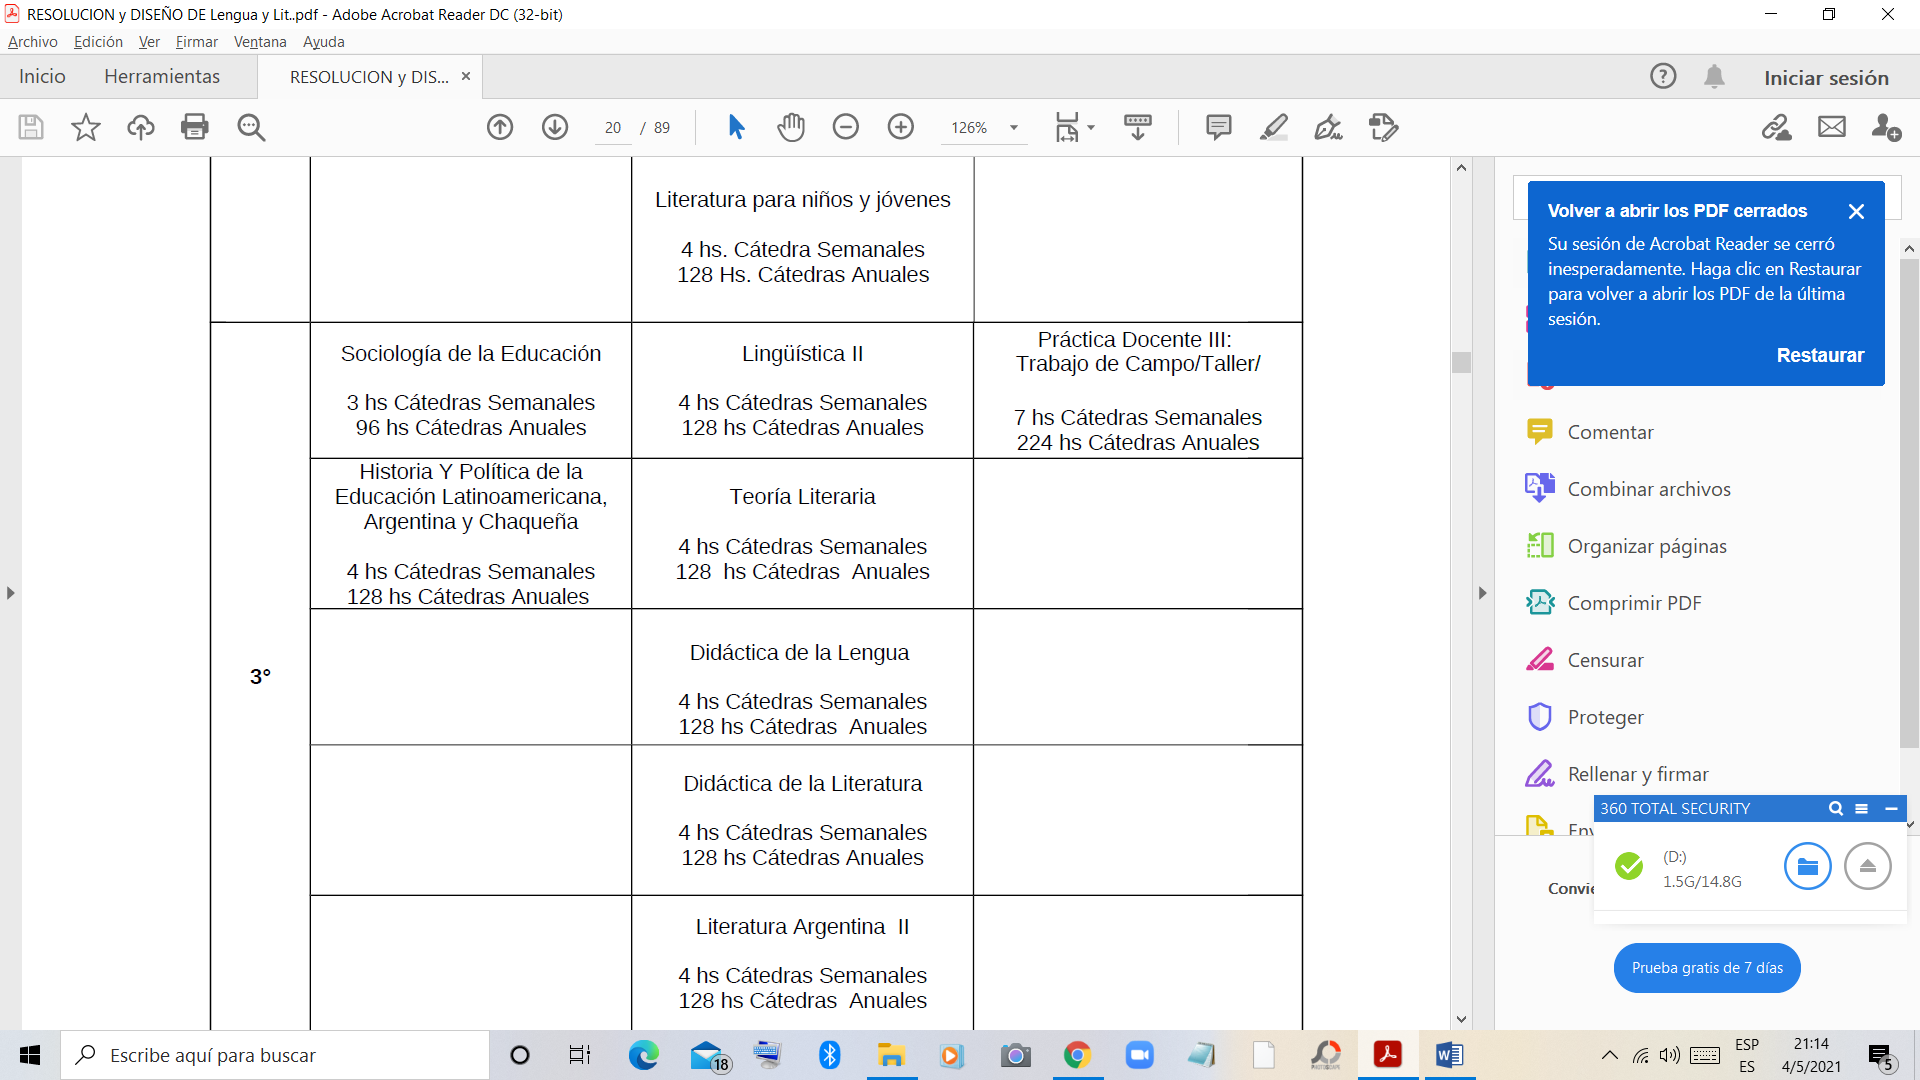 RESOLUCION y DISEÑO DE Lengua y Lit..pdf - Adobe Acrobat Reader DC (32-bit)
Archivo Edición Ver Firmar Ventana Ayuda
Inicio Herramientas RESOLUCION y DIS... Iniciar sesión
20 / 89 126%
Literatura para niños y jóvenes
4 hs. Cátedra Semanales
128 Hs. Cátedras Anuales
3°
Sociología de la Educación
3 hs Cátedras Semanales
96 hs Cátedras Anuales
Lingüística II
4 hs Cátedras Semanales
128 hs Cátedras Anuales
Práctica Docente III:
Trabajo de Campo/Taller/
7 hs Cátedras Semanales
224 hs Cátedras Anuales
Historia Y Política de la
Educación Latinoamericana,
Argentina y Chaqueña
4 hs Cátedras Semanales
128 hs Cátedras Anuales
Teoría Literaria
4 hs Cátedras Semanales
128 hs Cátedras Anuales
Didáctica de la Lengua
4 hs Cátedras Semanales
128 hs Cátedras Anuales
Didáctica de la Literatura
4 hs Cátedras Semanales
128 hs Cátedras Anuales
Literatura Argentina II
4 hs Cátedras Semanales
128 hs Cátedras Anuales
Volver a abrir los PDF cerrados
Su sesión de Acrobat Reader se cerró
inesperadamente. Haga clic en Restaurar
para volver a abrir los PDF de la última
sesión.
Restaurar
Comentar
Combinar archivos
Organizar páginas
Comprimir PDF
Censurar
Proteger
Rellenar y firmar
360 TOTAL SECURITY
(D:)
1.5G/14.8G
Prueba gratis de 7 días
Escribe aquí para buscar
18
ESP
ES
21:14
4/5/2021
5